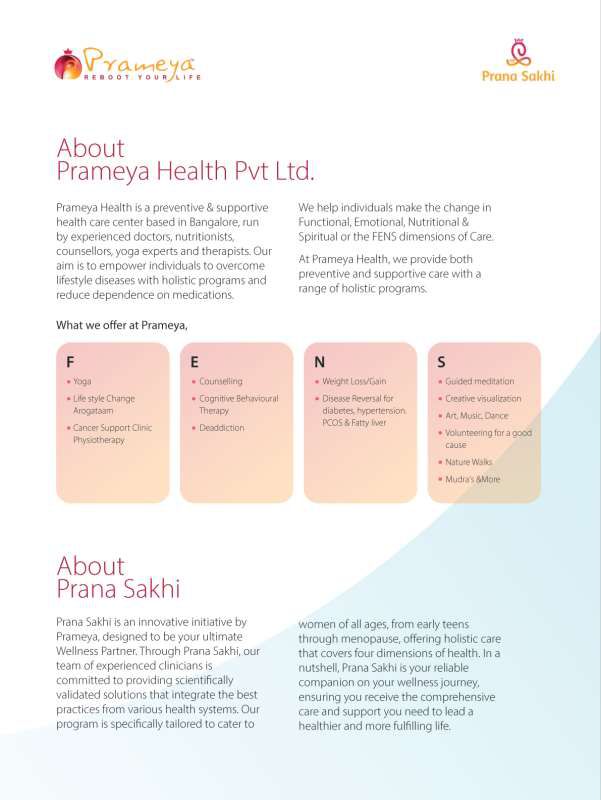 Prameya
REBOOT YOUR LIFE
Prana Sakhi
About
Prameya Health Pvt Ltd.
Prameya Health is a preventive & supportive
health care center based in Bangalore, run
by experienced doctors, nutritionists,
counsellors, yoga experts and therapists. Our
aim is to empower individuals to overcome
lifestyle diseases with holistic programs and
reduce dependence on medications.
We help individuals make the change in
Functional, Emotional, Nutritional &
Spiritual or the FENS dimensions of Care.
At Prameya Health, we provide both
preventive and supportive care with a
range of holistic programs.
What we offer at Prameya,
F
Yoga
Life style Change
Arogataam
Cancer Support Clinic
Physiotherapy
E
Counselling
Cognitive Behavioural
Therapy
Deaddiction
N
Weight Loss/Gain
Disease Reversal for
diabetes, hypertension.
PCOS & Fatty liver
S
Guided meditation
Creative visualization
Art, Music, Dance
Volunteering for a good
cause
Nature Walks
Mudra's &More
About
Prana Sakhi
Prana Sakhi is an innovative initiative by
Prameya, designed to be your ultimate
Wellness Partner. Through Prana Sakhi, our
team of experienced clinicians is
committed to providing scientifically
validated solutions that integrate the best
practices from various health systems. Our
program is specifically tailored to cater to
women of all ages, from early teens
through menopause, offering holistic care
that covers four dimensions of health. In a
nutshell, Prana Sakhi is your reliable
companion on your wellness journey,
ensuring you receive the comprehensive
care and support you need to lead a
healthier and more fulfilling life.